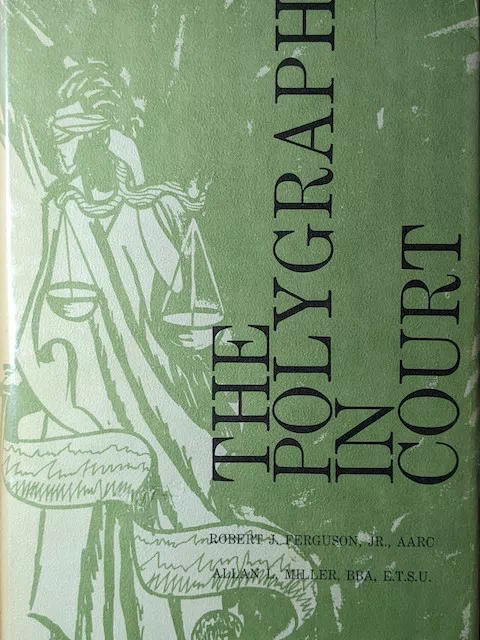 THE
POLYGRAPH
IN
COURT
ROBERT J. FERGUSON, JR., AARC
ALLAN L. MILLER, BBA, E.T.S.U.